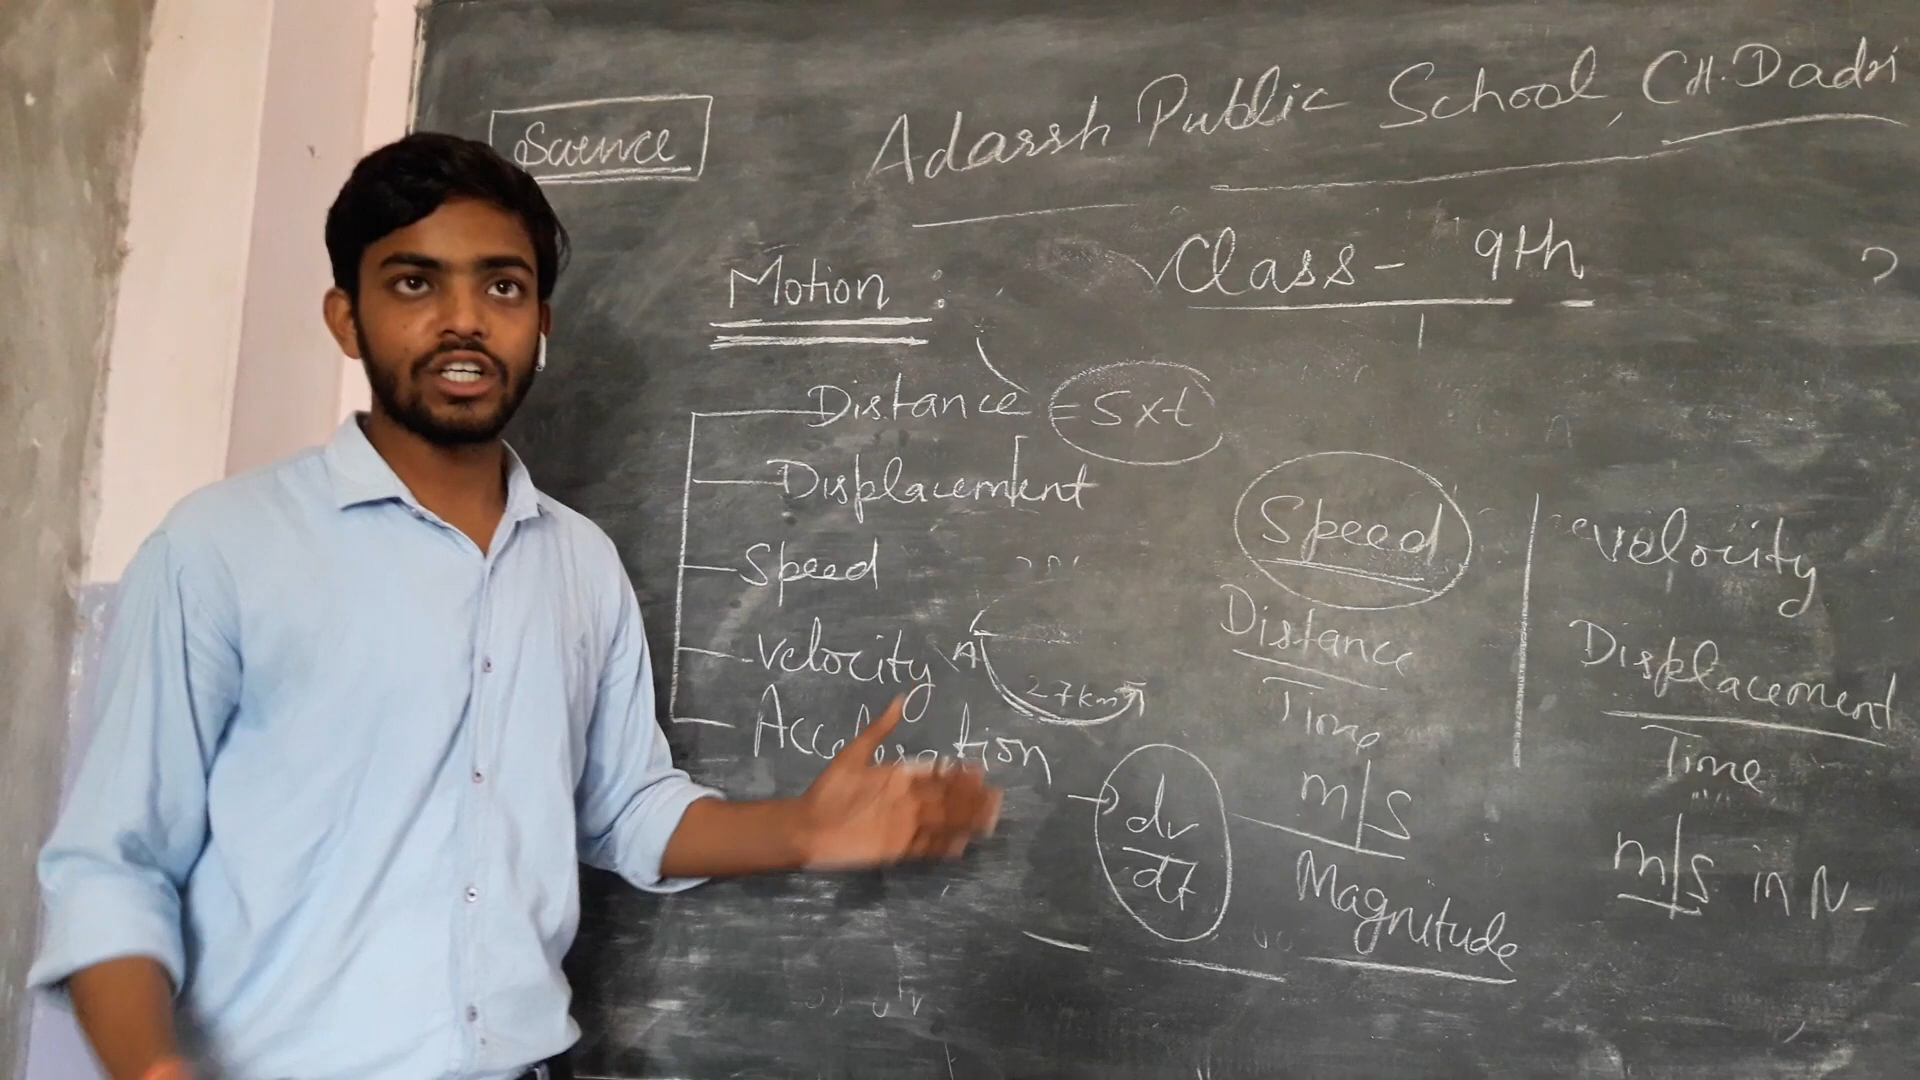 Science
Adarsh Public School, CH. Dadri
Class - 9th
?
Motion :
Distance = S x t
Displacement
Speed
Velocity
Acceleration
A
27km
dv
dt
Speed
Distance
Time
m/s
Magnitude
velocity
Displacement
Time
m/s in N-